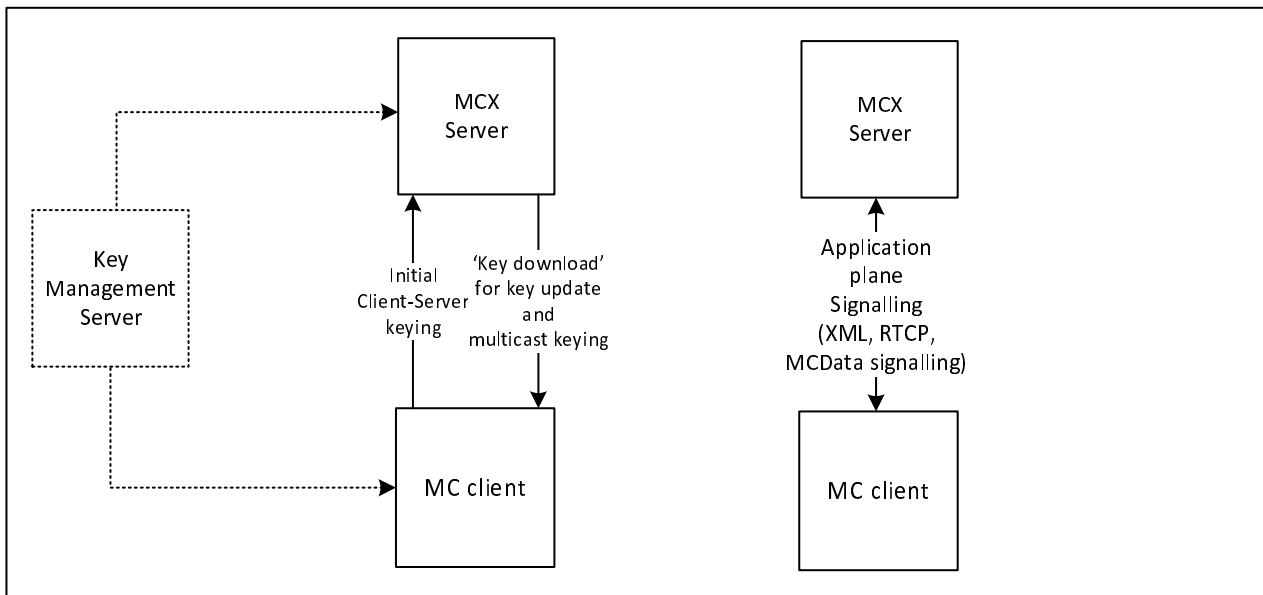 MCX
Server
MCX
Server
Key
Management
Server
Initial
Client-Server
keying
‘Key download’
for key update
and
multicast keying
Application
plane
Signalling
(XML, RTCP,
MCData signalling)
MC client
MC client